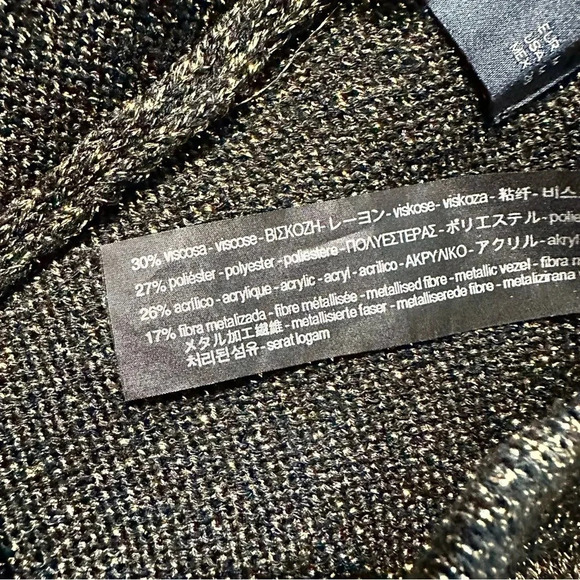 30% viscosa - viscose - ΒΙΣΚΟΖΗ- レーヨン - viskose - viskoza - 粘纤 - 비스
27% poliéster - polyester - poliestere - ΠΟΛΥΕΣΤΕΡΑΣ - ポリエステル - polie
26% acrílico - acrylique - acrylic - acryl - acrilico - ΑΚΡΥΛΙΚΟ - アクリル - akryl
17% fibra metalizada - fibre métallisée - metallised fibre - metallic vezel - fibra
メタル加工繊維 - metallisierte faser - metalliserede fibre - metalizirana
처리된 섬유 - serat logam